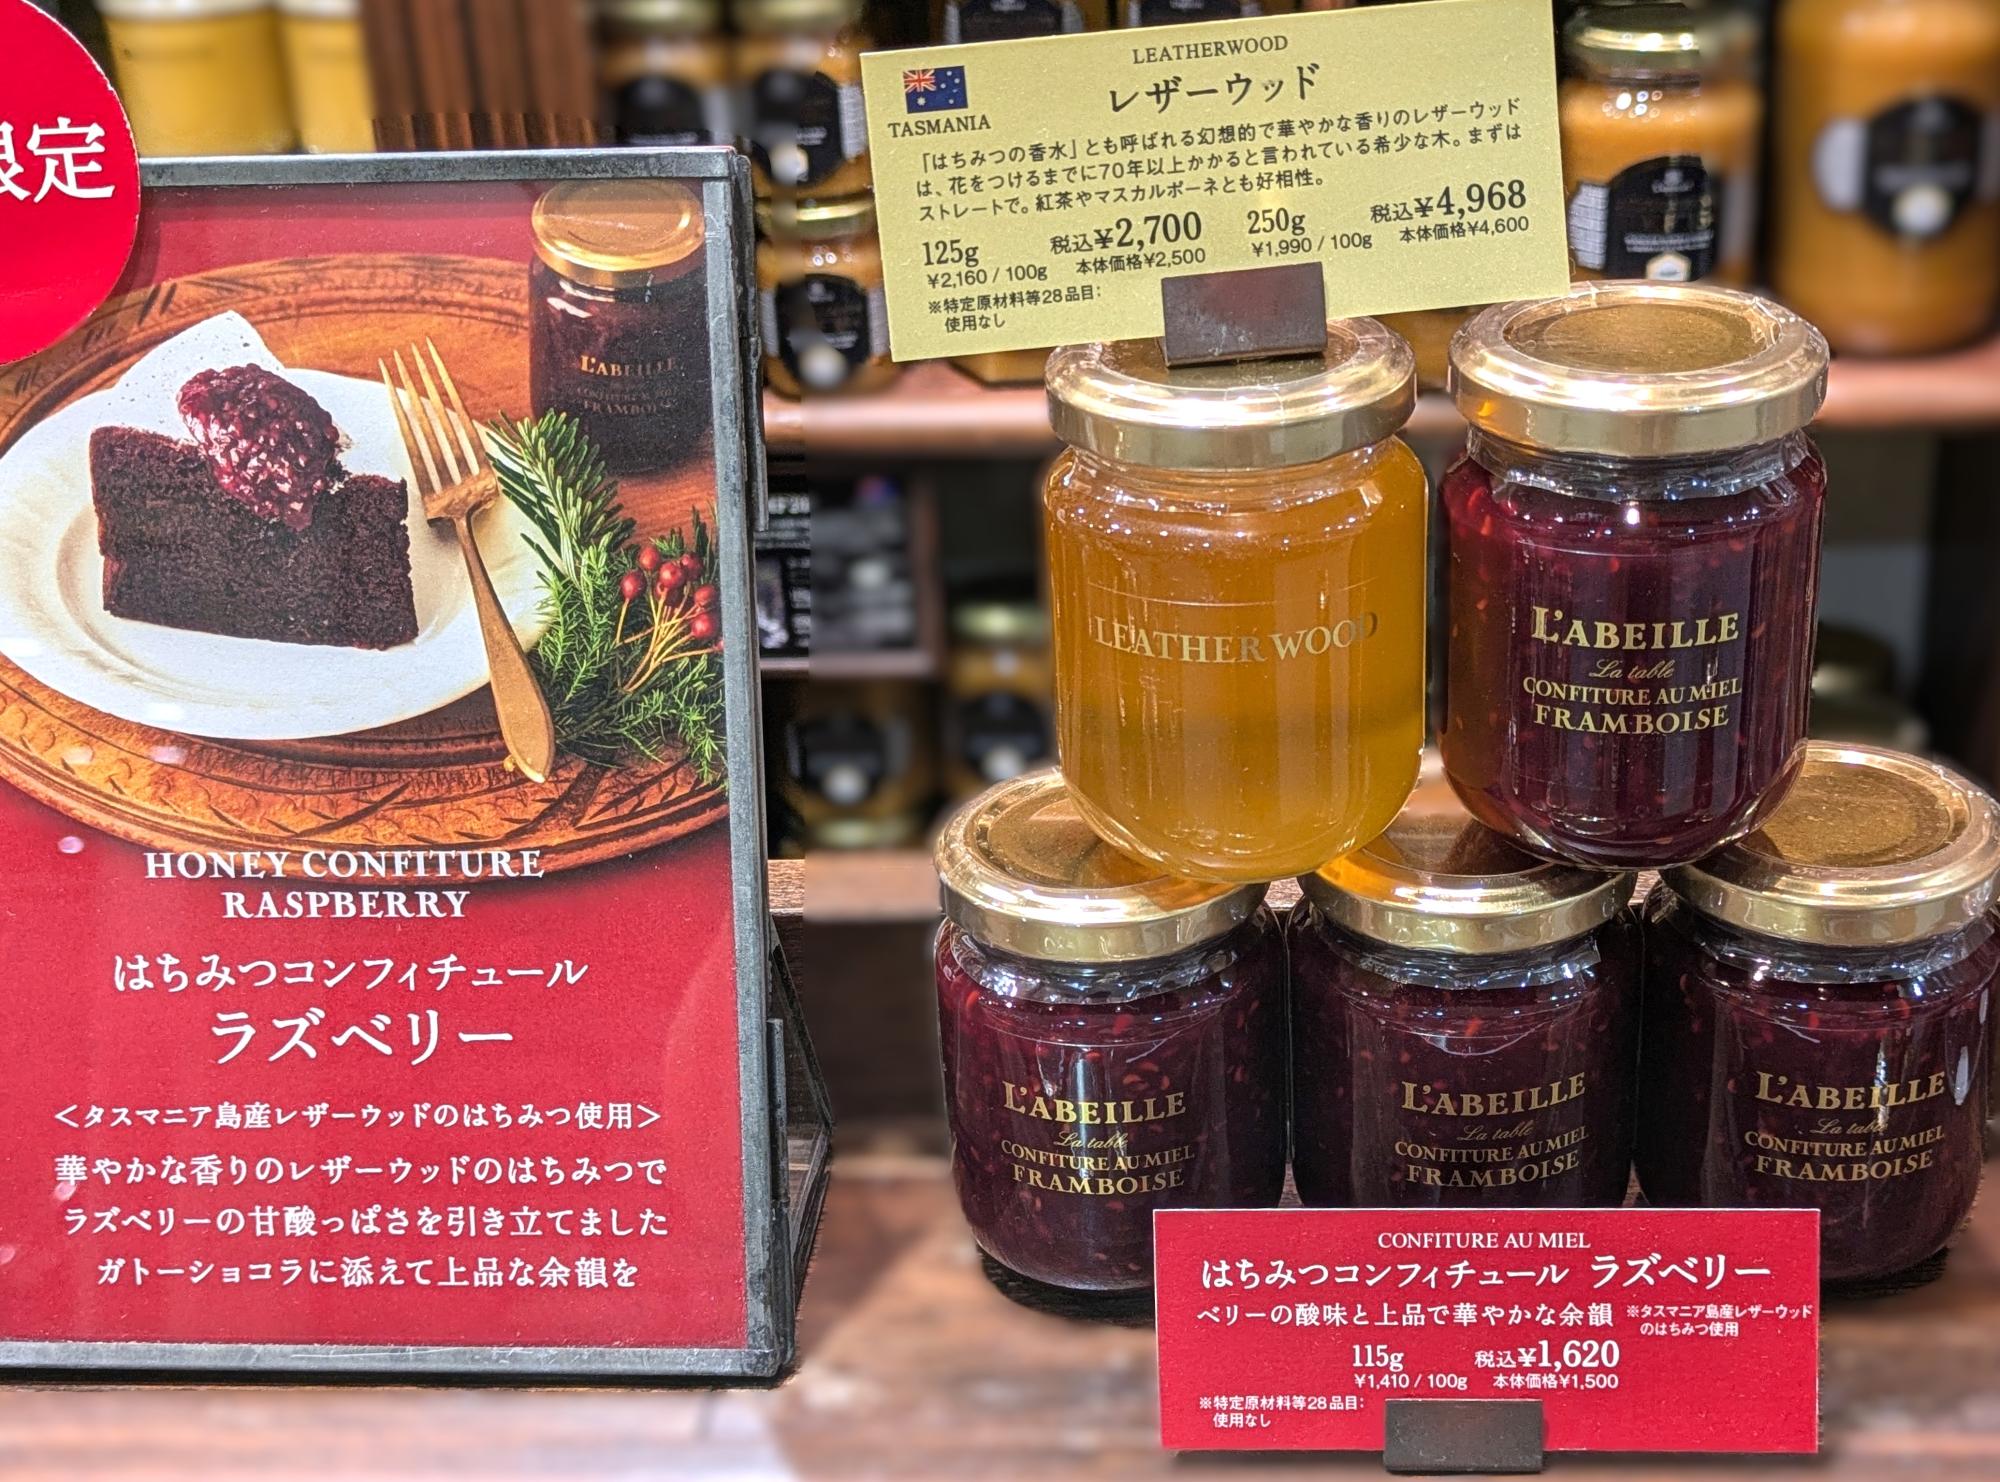 限定
L'ABEILLE
FRAMBOISE
HONEY CONFITURE
RASPBERRY
はちみつコンフィチュール
ラズベリー
＜タスマニア島産レザーウッドのはちみつ使用＞
華やかな香りのレザーウッドのはちみつで
ラズベリーの甘酸っぱさを引き立てました
ガトーショコラに添えて上品な余韻を
LEATHERWOOD
レザーウッド
TASMANIA
「はちみつの香水」とも呼ばれる幻想的で華やかな香りのレザーウッド
は、花をつけるまでに70年以上かかると言われている希少な木。まずは
ストレートで。紅茶やマスカルポーネとも好相性。
125g 税込¥2,700 250g 税込¥4,968
¥2,160 / 100g 本体価格¥2,500 ¥1,990 / 100g 本体価格¥4,600
※特定原材料等28品目：
使用なし
LEATHERWOOD
L'ABEILLE
La table
CONFITURE AU MIEL
FRAMBOISE
L'ABEILLE
La table
CONFITURE AU MIEL
FRAMBOISE
L'ABEILLE
La table
CONFITURE AU MIEL
FRAMBOISE
L'ABEILLE
La table
CONFITURE AU MIEL
FRAMBOISE
CONFITURE AU MIEL
はちみつコンフィチュール ラズベリー
ベリーの酸味と上品で華やかな余韻 ※タスマニア島産レザーウッド
のはちみつ使用
115g 税込¥1,620
¥1,410 / 100g 本体価格¥1,500
※特定原材料等28品目：
使用なし